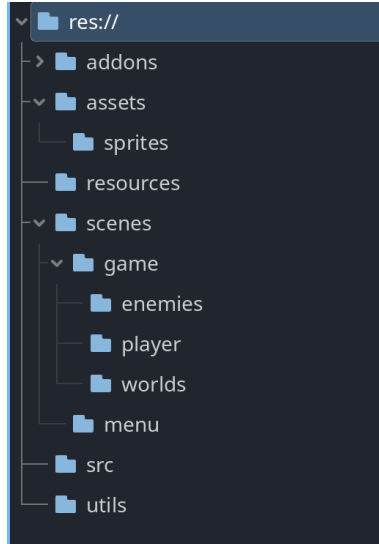 res://
addons
assets
sprites
resources
scenes
game
enemies
player
worlds
menu
src
utils